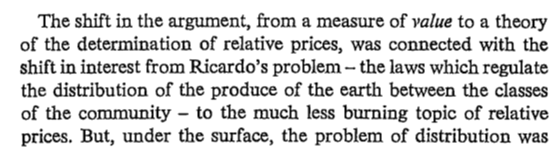 The shift in the argument, from a measure of value to a theory
of the determination of relative prices, was connected with the
shift in interest from Ricardo's problem – the laws which regulate
the distribution of the produce of the earth between the classes
of the community – to the much less burning topic of relative
prices. But, under the surface, the problem of distribution was